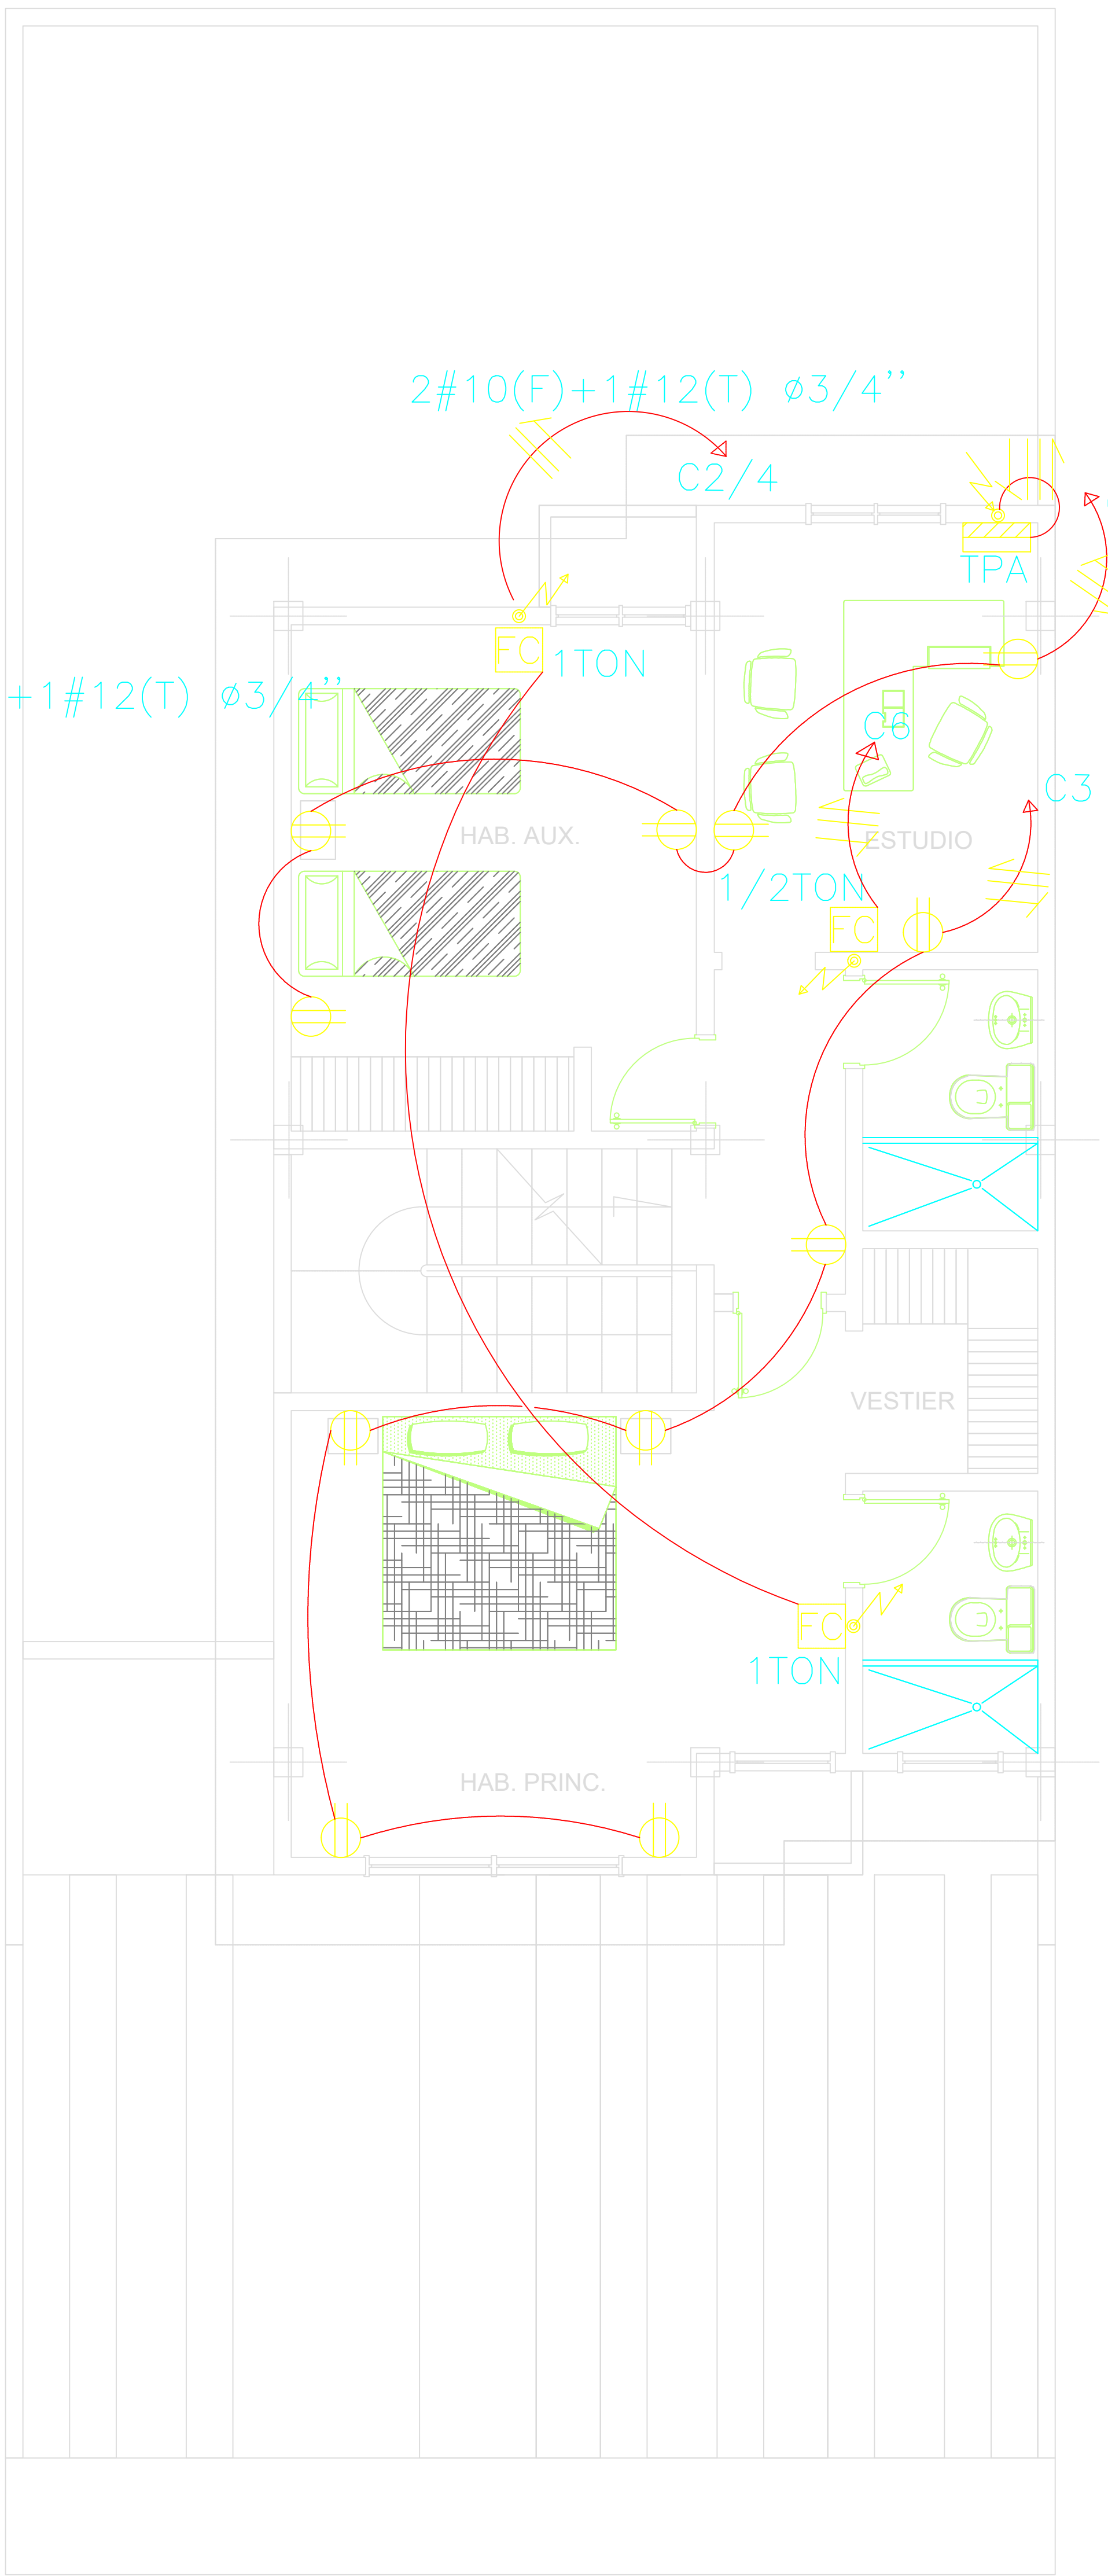 2#10(F)+1#12(T) ø3/4''
C2/4
TPA
FC
1TON
+1#12(T) ø3/4''
C6
C3
HAB. AUX.
ESTUDIO
1/2TON
FC
VESTIER
FC
1TON
HAB. PRINC.